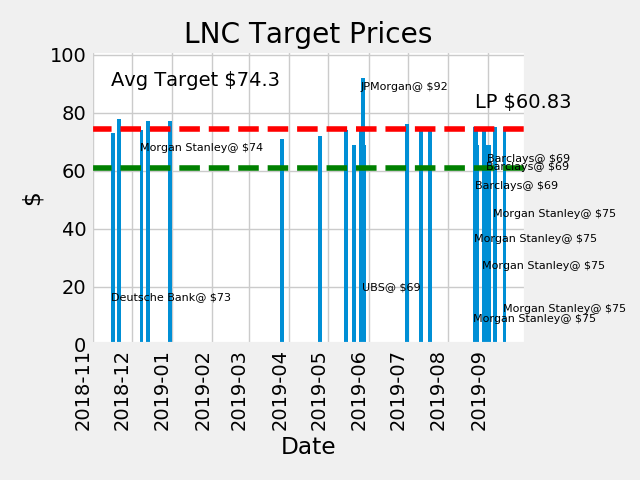 LNC Target Prices
100
Avg Target $74.3
JPMorgan@ $92
LP $60.83
80
Morgan Stanley@ $74
Barclays@ $69
Barclays@ $69
60
Barclays@ $69
$
Morgan Stanley@ $75
40
Morgan Stanley@ $75
Morgan Stanley@ $75
20
UBS@ $69
Deutsche Bank@ $73
Morgan Stanley@ $75
Morgan Stanley@ $75
0
2018-11
2018-12
2019-01
2019-02
2019-03
2019-04
2019-05
2019-06
2019-07
2019-08
2019-09
Date